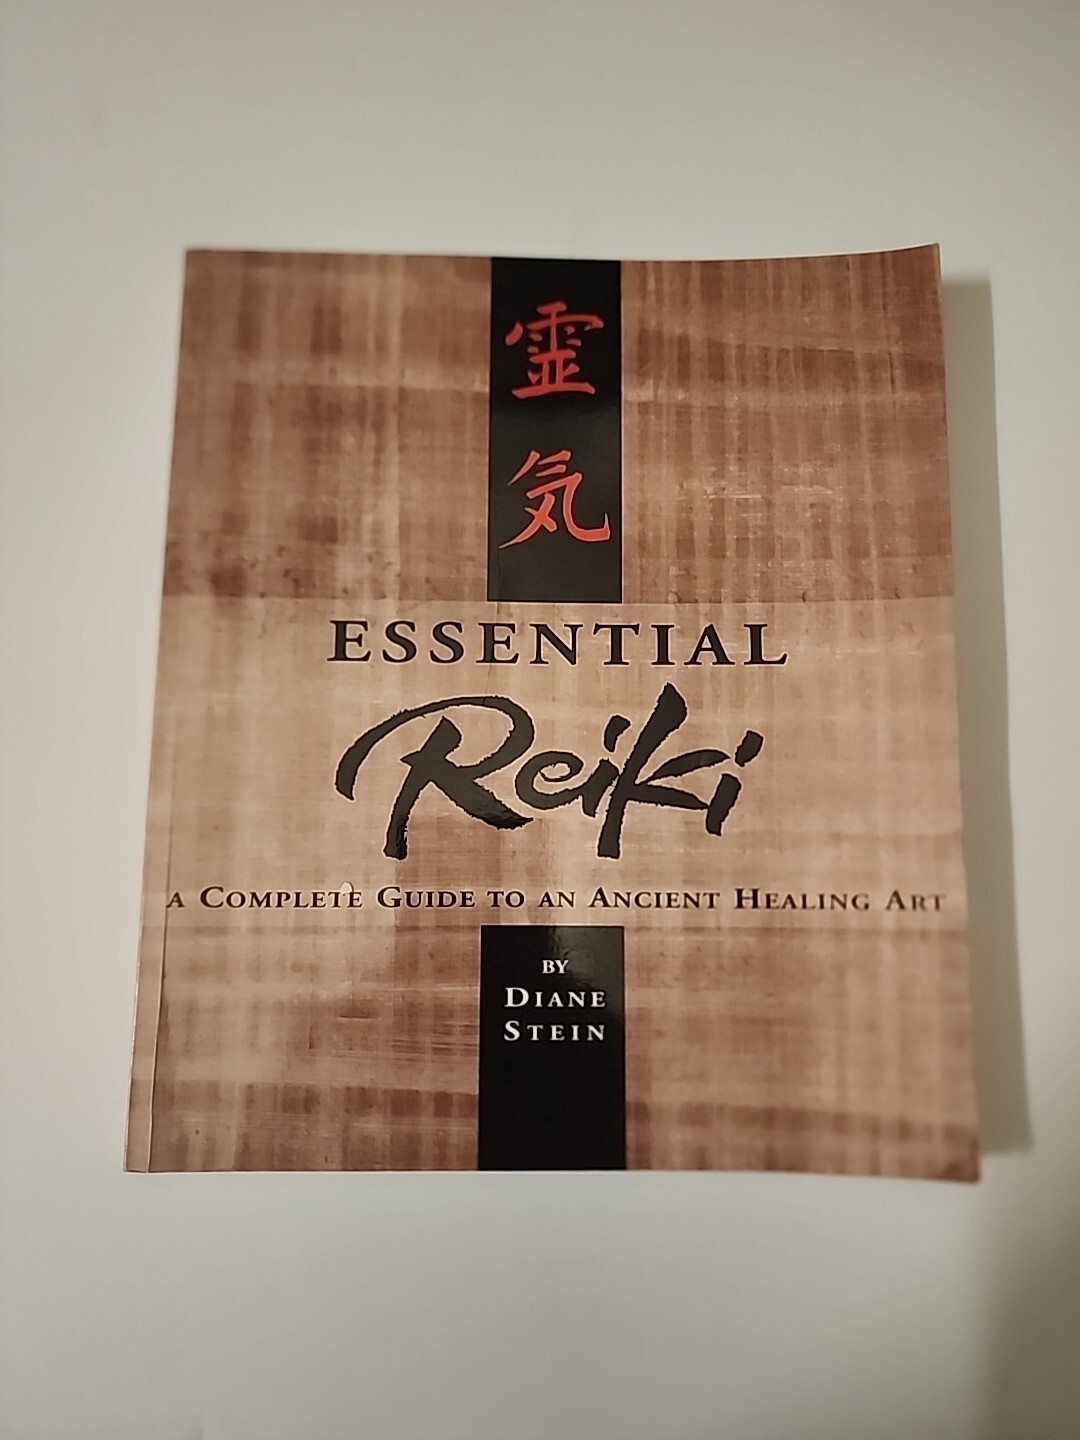 霊
気
ESSENTIAL
Reiki
A COMPLETE GUIDE TO AN ANCIENT HEALING ART
BY
DIANE
STEIN